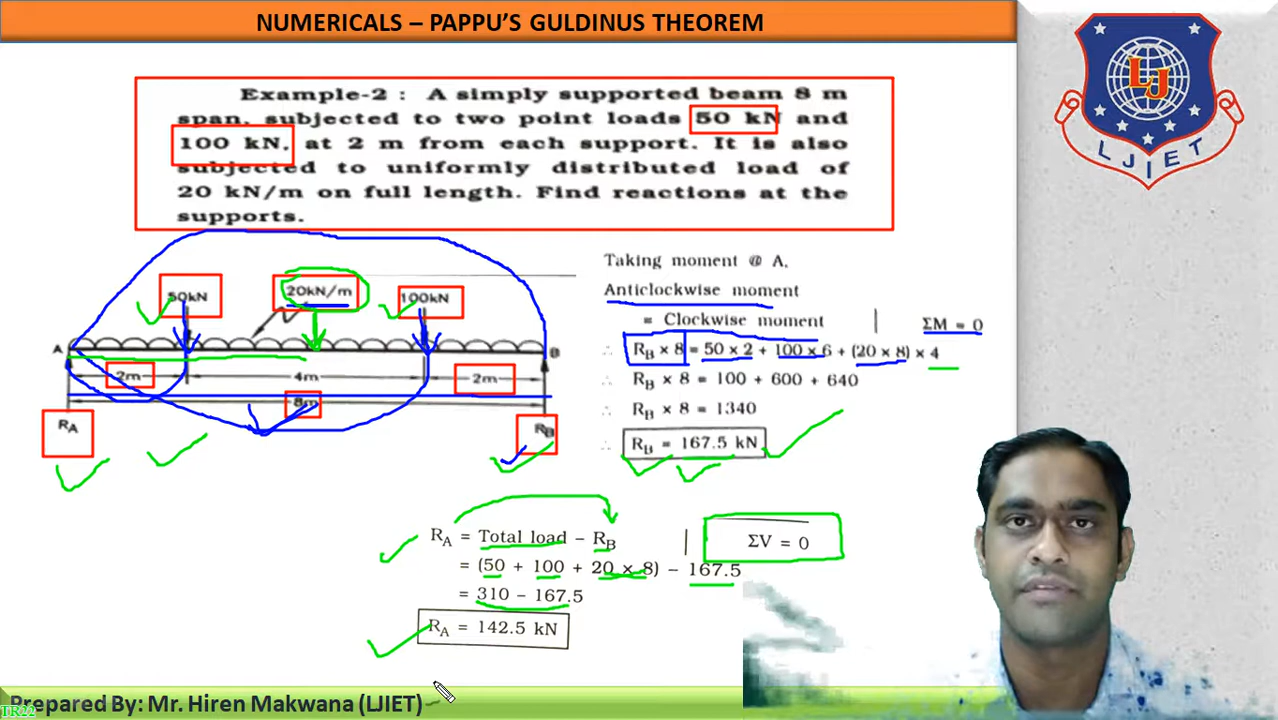 NUMERICALS – PAPPU'S GULDINUS THEOREM
Example-2 : A simply supported beam 8 m
span, subjected to two point loads 50 kN and
100 kN, at 2 m from each support. It is also
subjected to uniformly distributed load of
20 kN/m on full length. Find reactions at the
supports.
LJ
LJIET
50kN
20kN/m
100kN
A
B
2m
4m
2m
8m
RA
RB
Taking moment @ A,
Anticlockwise moment
= Clockwise moment | ΣM = 0
∴ RB × 8 = 50 × 2 + 100 × 6 + (20 × 8) × 4
∴ RB × 8 = 100 + 600 + 640
∴ RB × 8 = 1340
∴ RB = 167.5 kN
RA = Total load − RB | ΣV = 0
= (50 + 100 + 20 × 8) − 167.5
= 310 − 167.5
RA = 142.5 kN
Prepared By: Mr. Hiren Makwana (LJIET)
TR22